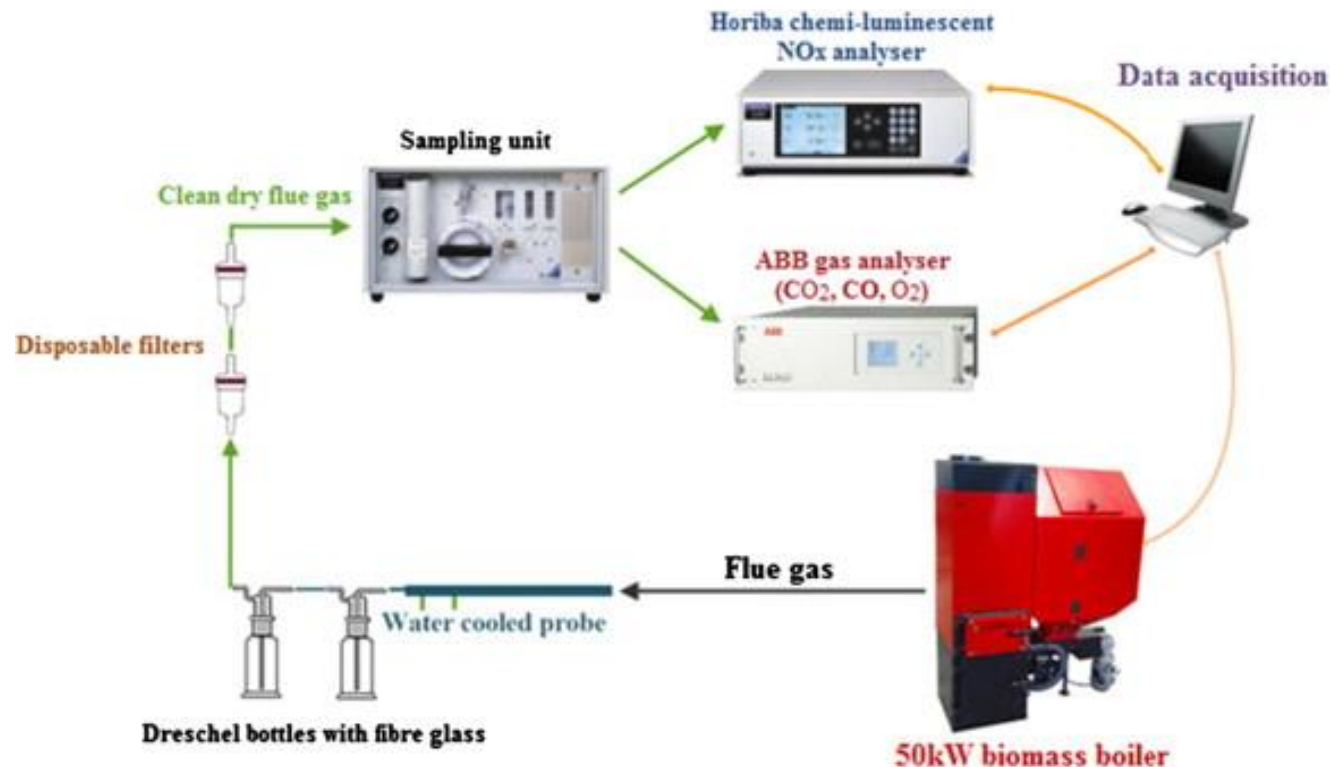 Horiba chemi-luminescent
NOx analyser
Data acquisition
Sampling unit
Clean dry flue gas
ABB gas analyser
(CO2, CO, O2)
ABB
Disposable filters
Flue gas
Water cooled probe
Dreschel bottles with fibre glass
50kW biomass boiler